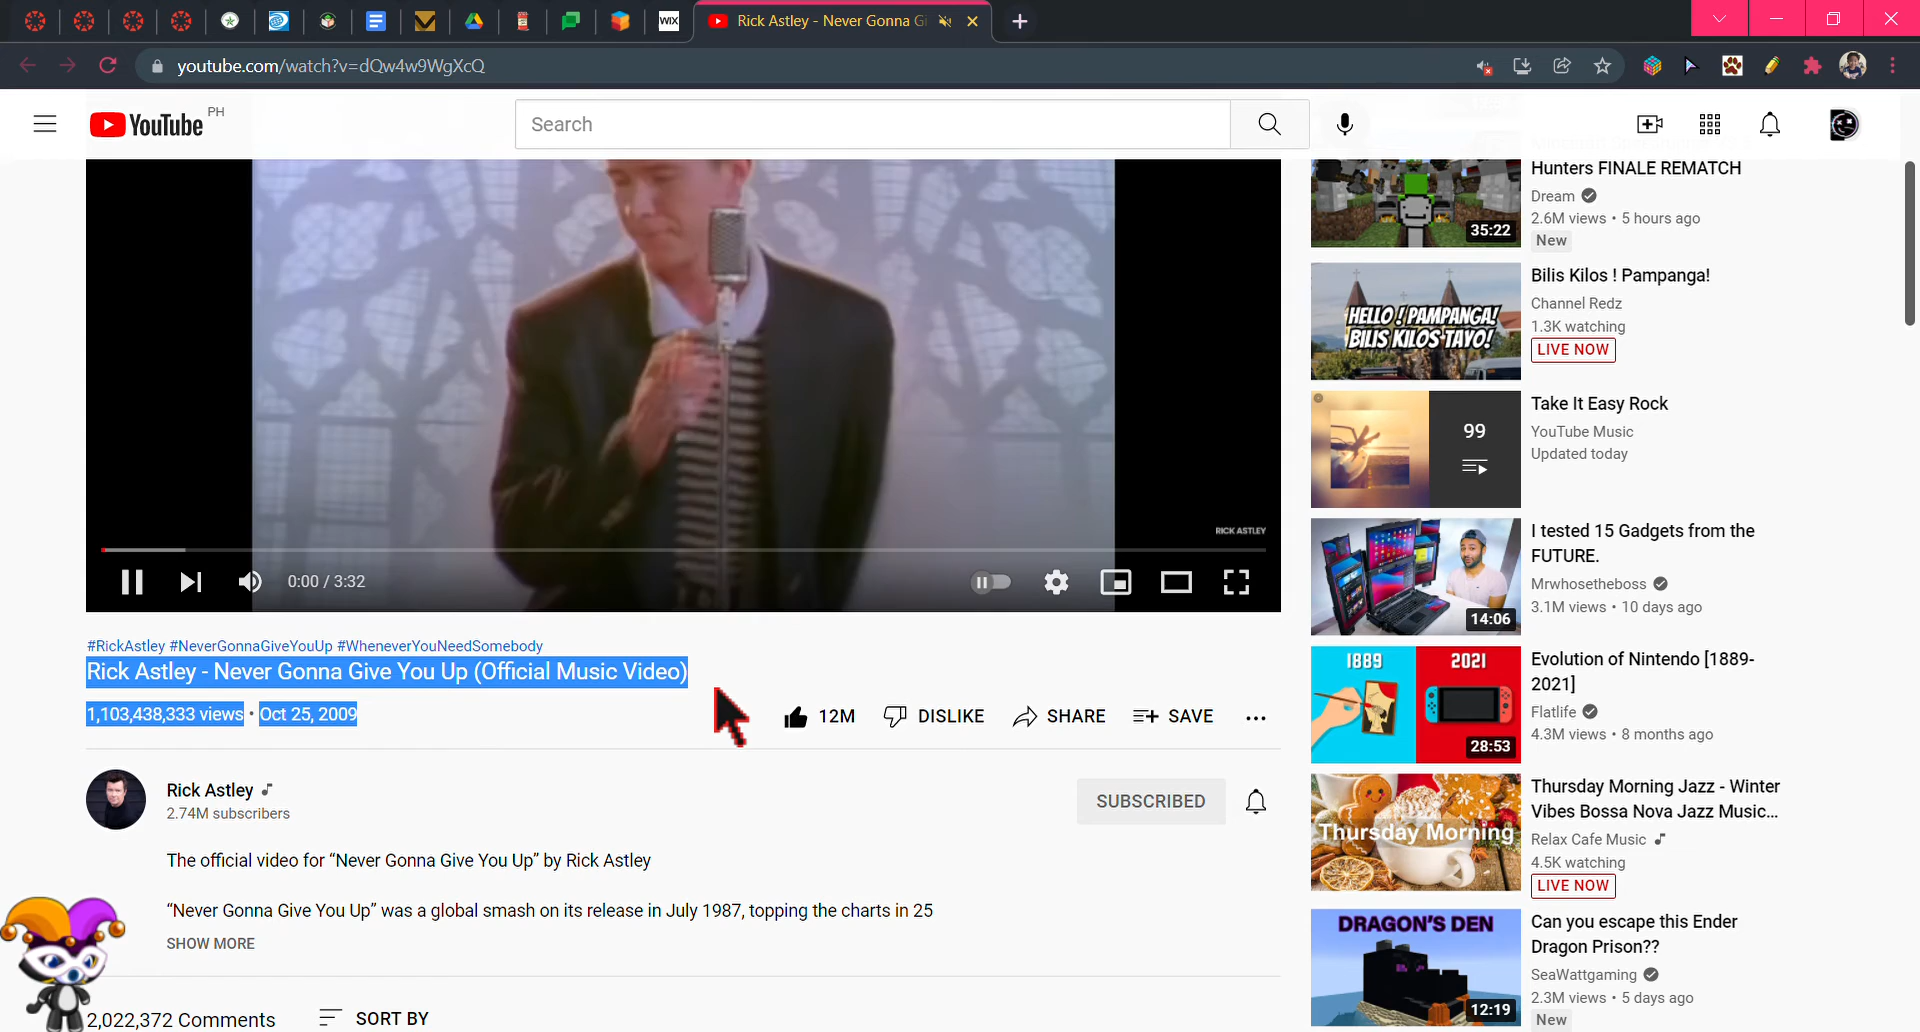 WIX
Rick Astley - Never Gonna Gi
youtube.com/watch?v=dQw4w9WgXcQ
YouTube PH
Search
RICK ASTLEY
0:00 / 3:32
#RickAstley #NeverGonnaGiveYouUp #WheneverYouNeedSomebody
Rick Astley - Never Gonna Give You Up (Official Music Video)
1,103,438,333 views • Oct 25, 2009
12M DISLIKE SHARE SAVE
Rick Astley
2.74M subscribers
SUBSCRIBED
The official video for “Never Gonna Give You Up” by Rick Astley
“Never Gonna Give You Up” was a global smash on its release in July 1987, topping the charts in 25
SHOW MORE
2,022,372 Comments SORT BY
Hunters FINALE REMATCH
Dream
2.6M views • 5 hours ago
New
35:22
Bilis Kilos ! Pampanga!
Channel Redz
1.3K watching
LIVE NOW
HELLO! PAMPANGA!
BILIS KILOS TAYO!
Take It Easy Rock
YouTube Music
Updated today
99
I tested 15 Gadgets from the
FUTURE.
Mrwhosetheboss
3.1M views • 10 days ago
14:06
1889 2021
Evolution of Nintendo [1889-
2021]
Flatlife
4.3M views • 8 months ago
28:53
Thursday Morning Jazz - Winter
Vibes Bossa Nova Jazz Music...
Relax Cafe Music
4.5K watching
LIVE NOW
Thursday Morning
DRAGON'S DEN
Can you escape this Ender
Dragon Prison??
SeaWattgaming
2.3M views • 5 days ago
New
12:19